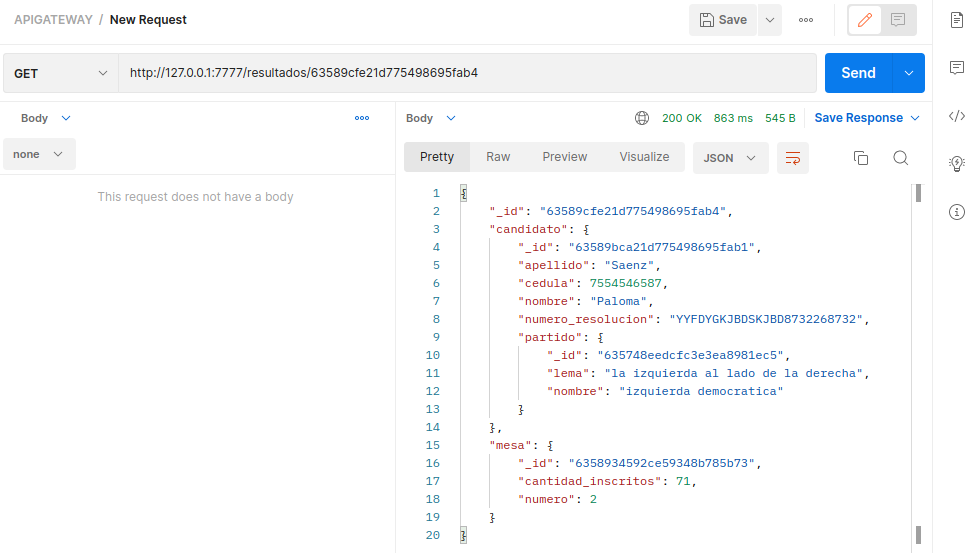 APIGATEWAY / New Request
Save
GET
http://127.0.0.1:7777/resultados/63589cfe21d775498695fab4
Send
Body
none
This request does not have a body
Body
200 OK 863 ms 545 B Save Response
Pretty Raw Preview Visualize JSON
1 {
2 "_id": "63589cfe21d775498695fab4",
3 "candidato": {
4 "_id": "63589bca21d775498695fab1",
5 "apellido": "Saenz",
6 "cedula": 7554546587,
7 "nombre": "Paloma",
8 "numero_resolucion": "YYFDYGKJBDSKJBD8732268732",
9 "partido": {
10 "_id": "635748eedcfc3e3ea8981ec5",
11 "lema": "la izquierda al lado de la derecha",
12 "nombre": "izquierda democratica"
13 }
14 },
15 "mesa": {
16 "_id": "6358934592ce59348b785b73",
17 "cantidad_inscritos": 71,
18 "numero": 2
19 }
20 }